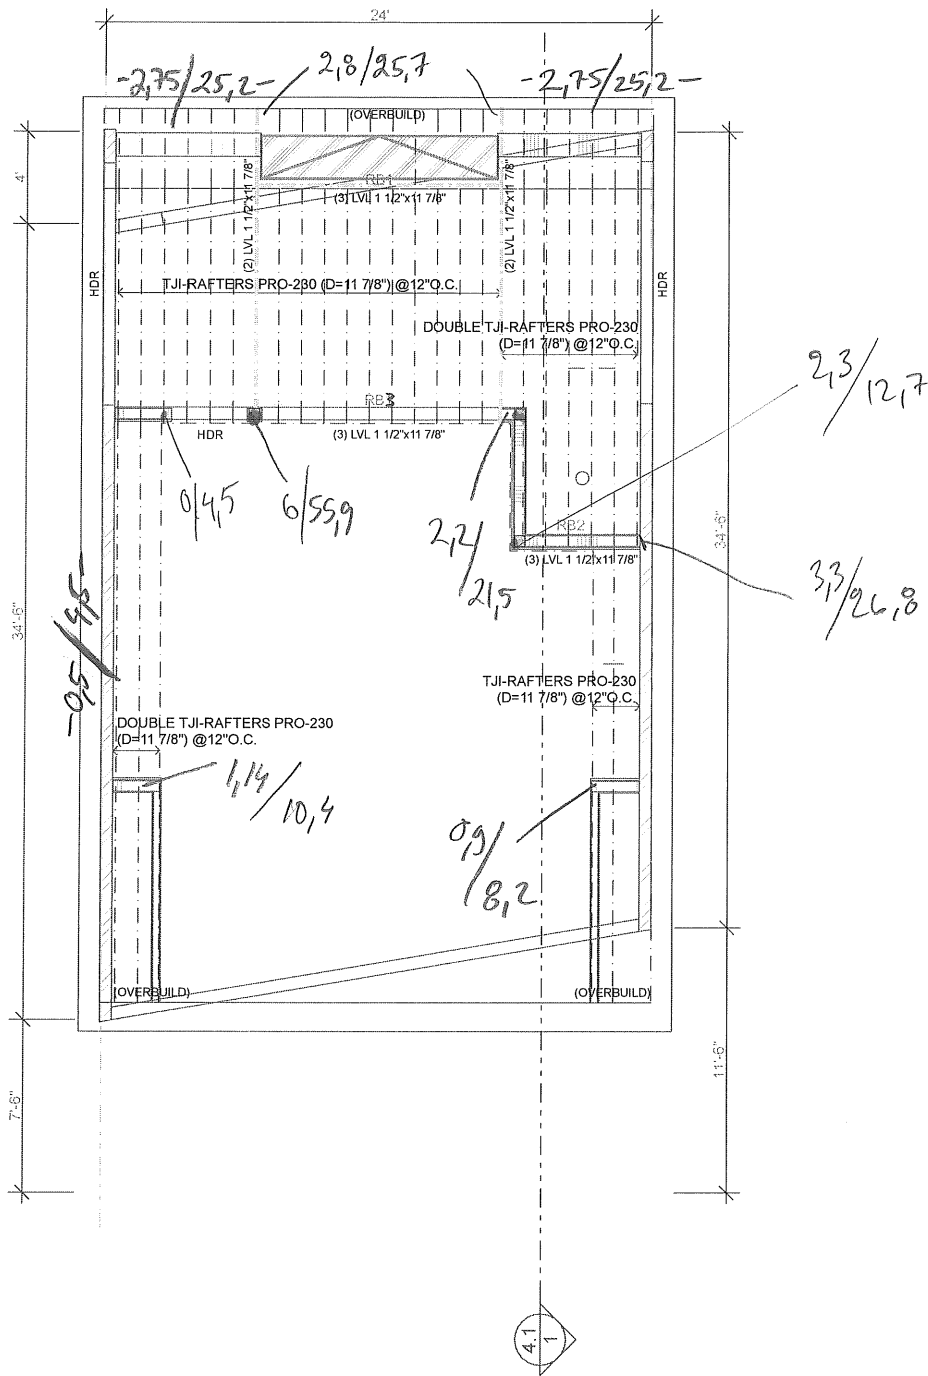 24'
-2,75/25,2-
2,8/25,7
-2,75/25,2-
(OVERBUILD)
4'
RB1
(3) LVL 1 1/2"x11 7/8"
(2) LVL 1 1/2"x11 7/8"
(2) LVL 1 1/2"x11 7/8"
HDR
HDR
TJI-RAFTERS PRO-230 (D=11 7/8") @12"O.C.
DOUBLE TJI-RAFTERS PRO-230
(D=11 7/8") @12"O.C.
2,3/12,7
RB3
HDR
(3) LVL 1 1/2"x11 7/8"
0/4,5
6/55,9
2,2/21,5
RB2
(3) LVL 1 1/2"x11 7/8"
34'-6"
3,3/26,8
34'-6"
-0,5/4,5-
TJI-RAFTERS PRO-230
(D=11 7/8") @12"O.C.
DOUBLE TJI-RAFTERS PRO-230
(D=11 7/8") @12"O.C.
1,14/10,4
0,9/8,2
(OVERBUILD)
(OVERBUILD)
7'-6"
11'-6"
4.1
1